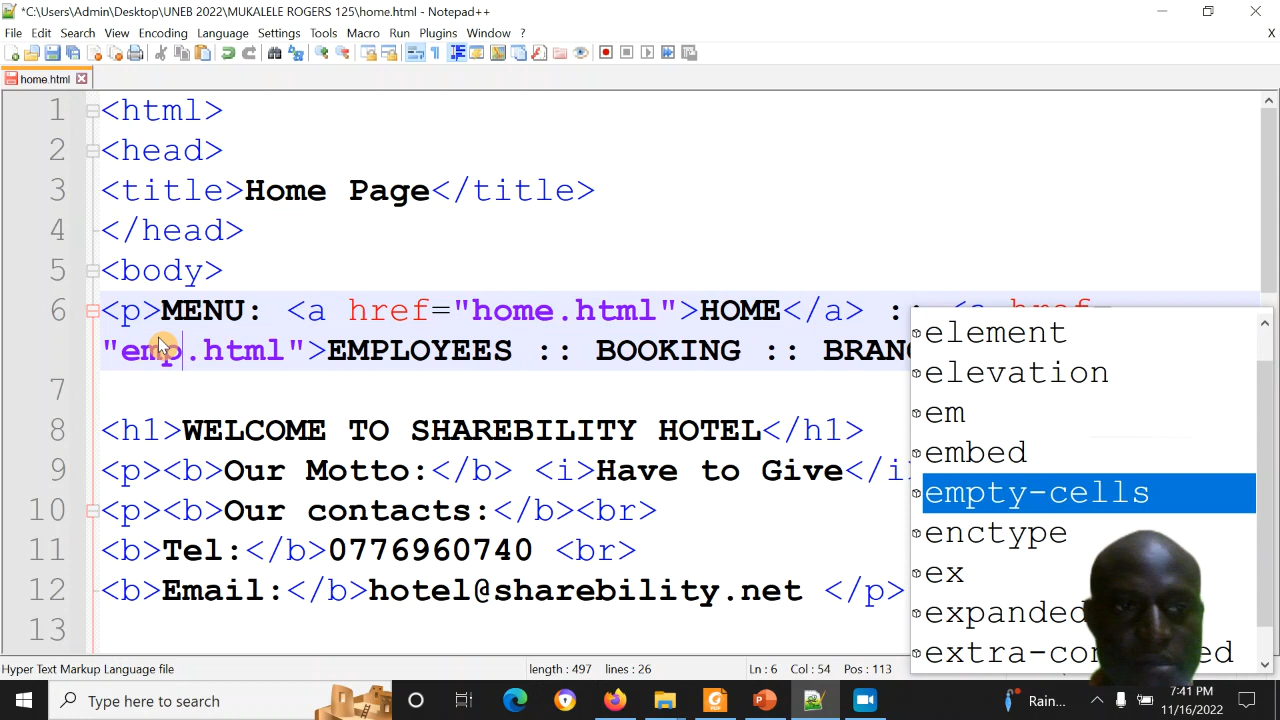 *C:\Users\Admin\Desktop\UNEB 2022\MUKALELE ROGERS 125\home.html - Notepad++
File Edit Search View Encoding Language Settings Tools Macro Run Plugins Window ? X
home.html
1 <html>
2 <head>
3 <title>Home Page</title>
4 </head>
5 <body>
6 <p>MENU: <a href="home.html">HOME</a> :: <a href=
"emp.html">EMPLOYEES :: BOOKING :: BRANC
7
8 <h1>WELCOME TO SHAREBILITY HOTEL</h1>
9 <p><b>Our Motto:</b> <i>Have to Give</i
10 <p><b>Our contacts:</b><br>
11 <b>Tel:</b>0776960740 <br>
12 <b>Email:</b>hotel@sharebility.net </p>
13
element
elevation
em
embed
empty-cells
enctype
ex
expanded
Hyper Text Markup Language file length : 497 lines : 26 Ln : 6 Col : 54 Pos : 113
Type here to search
Rain...
7:41 PM
11/16/2022